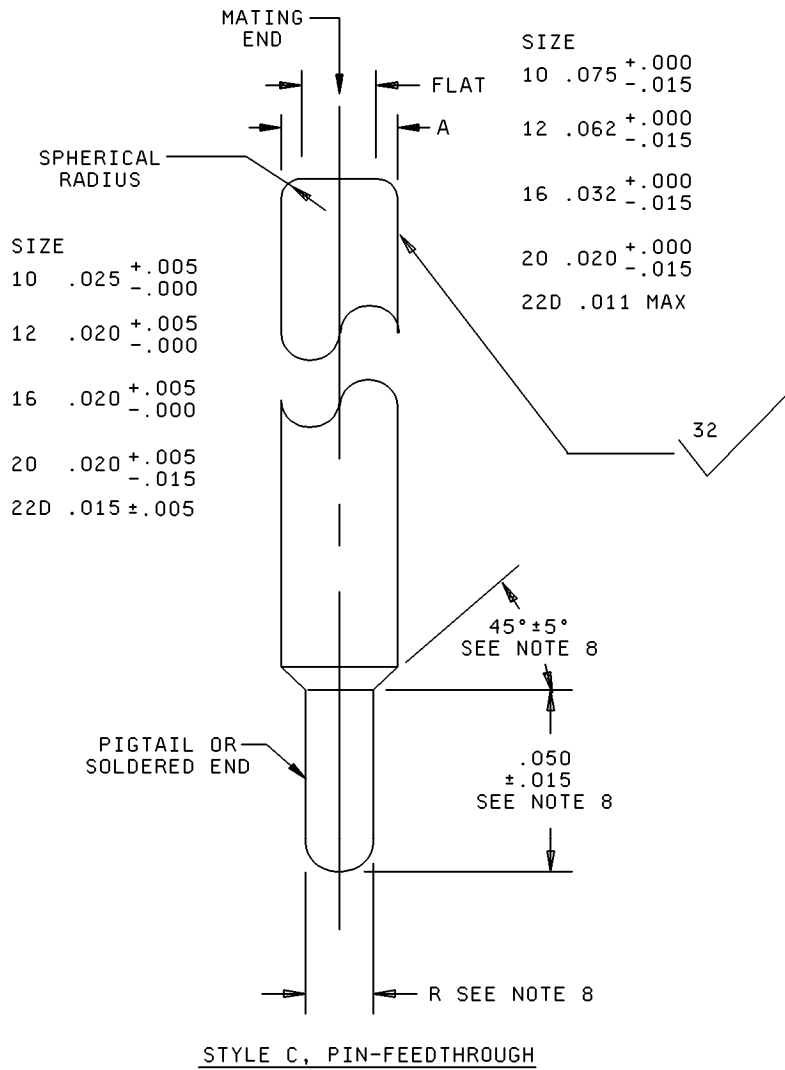 MATING
END
FLAT
A
SIZE
10 .075 +.000
-.015
12 .062 +.000
-.015
16 .032 +.000
-.015
20 .020 +.000
-.015
22D .011 MAX
SPHERICAL
RADIUS
SIZE
10 .025 +.005
-.000
12 .020 +.005
-.000
16 .020 +.005
-.000
20 .020 +.005
-.015
22D .015 ±.005
32
45°±5°
SEE NOTE 8
PIGTAIL OR
SOLDERED END
.050
±.015
SEE NOTE 8
R SEE NOTE 8
STYLE C, PIN-FEEDTHROUGH